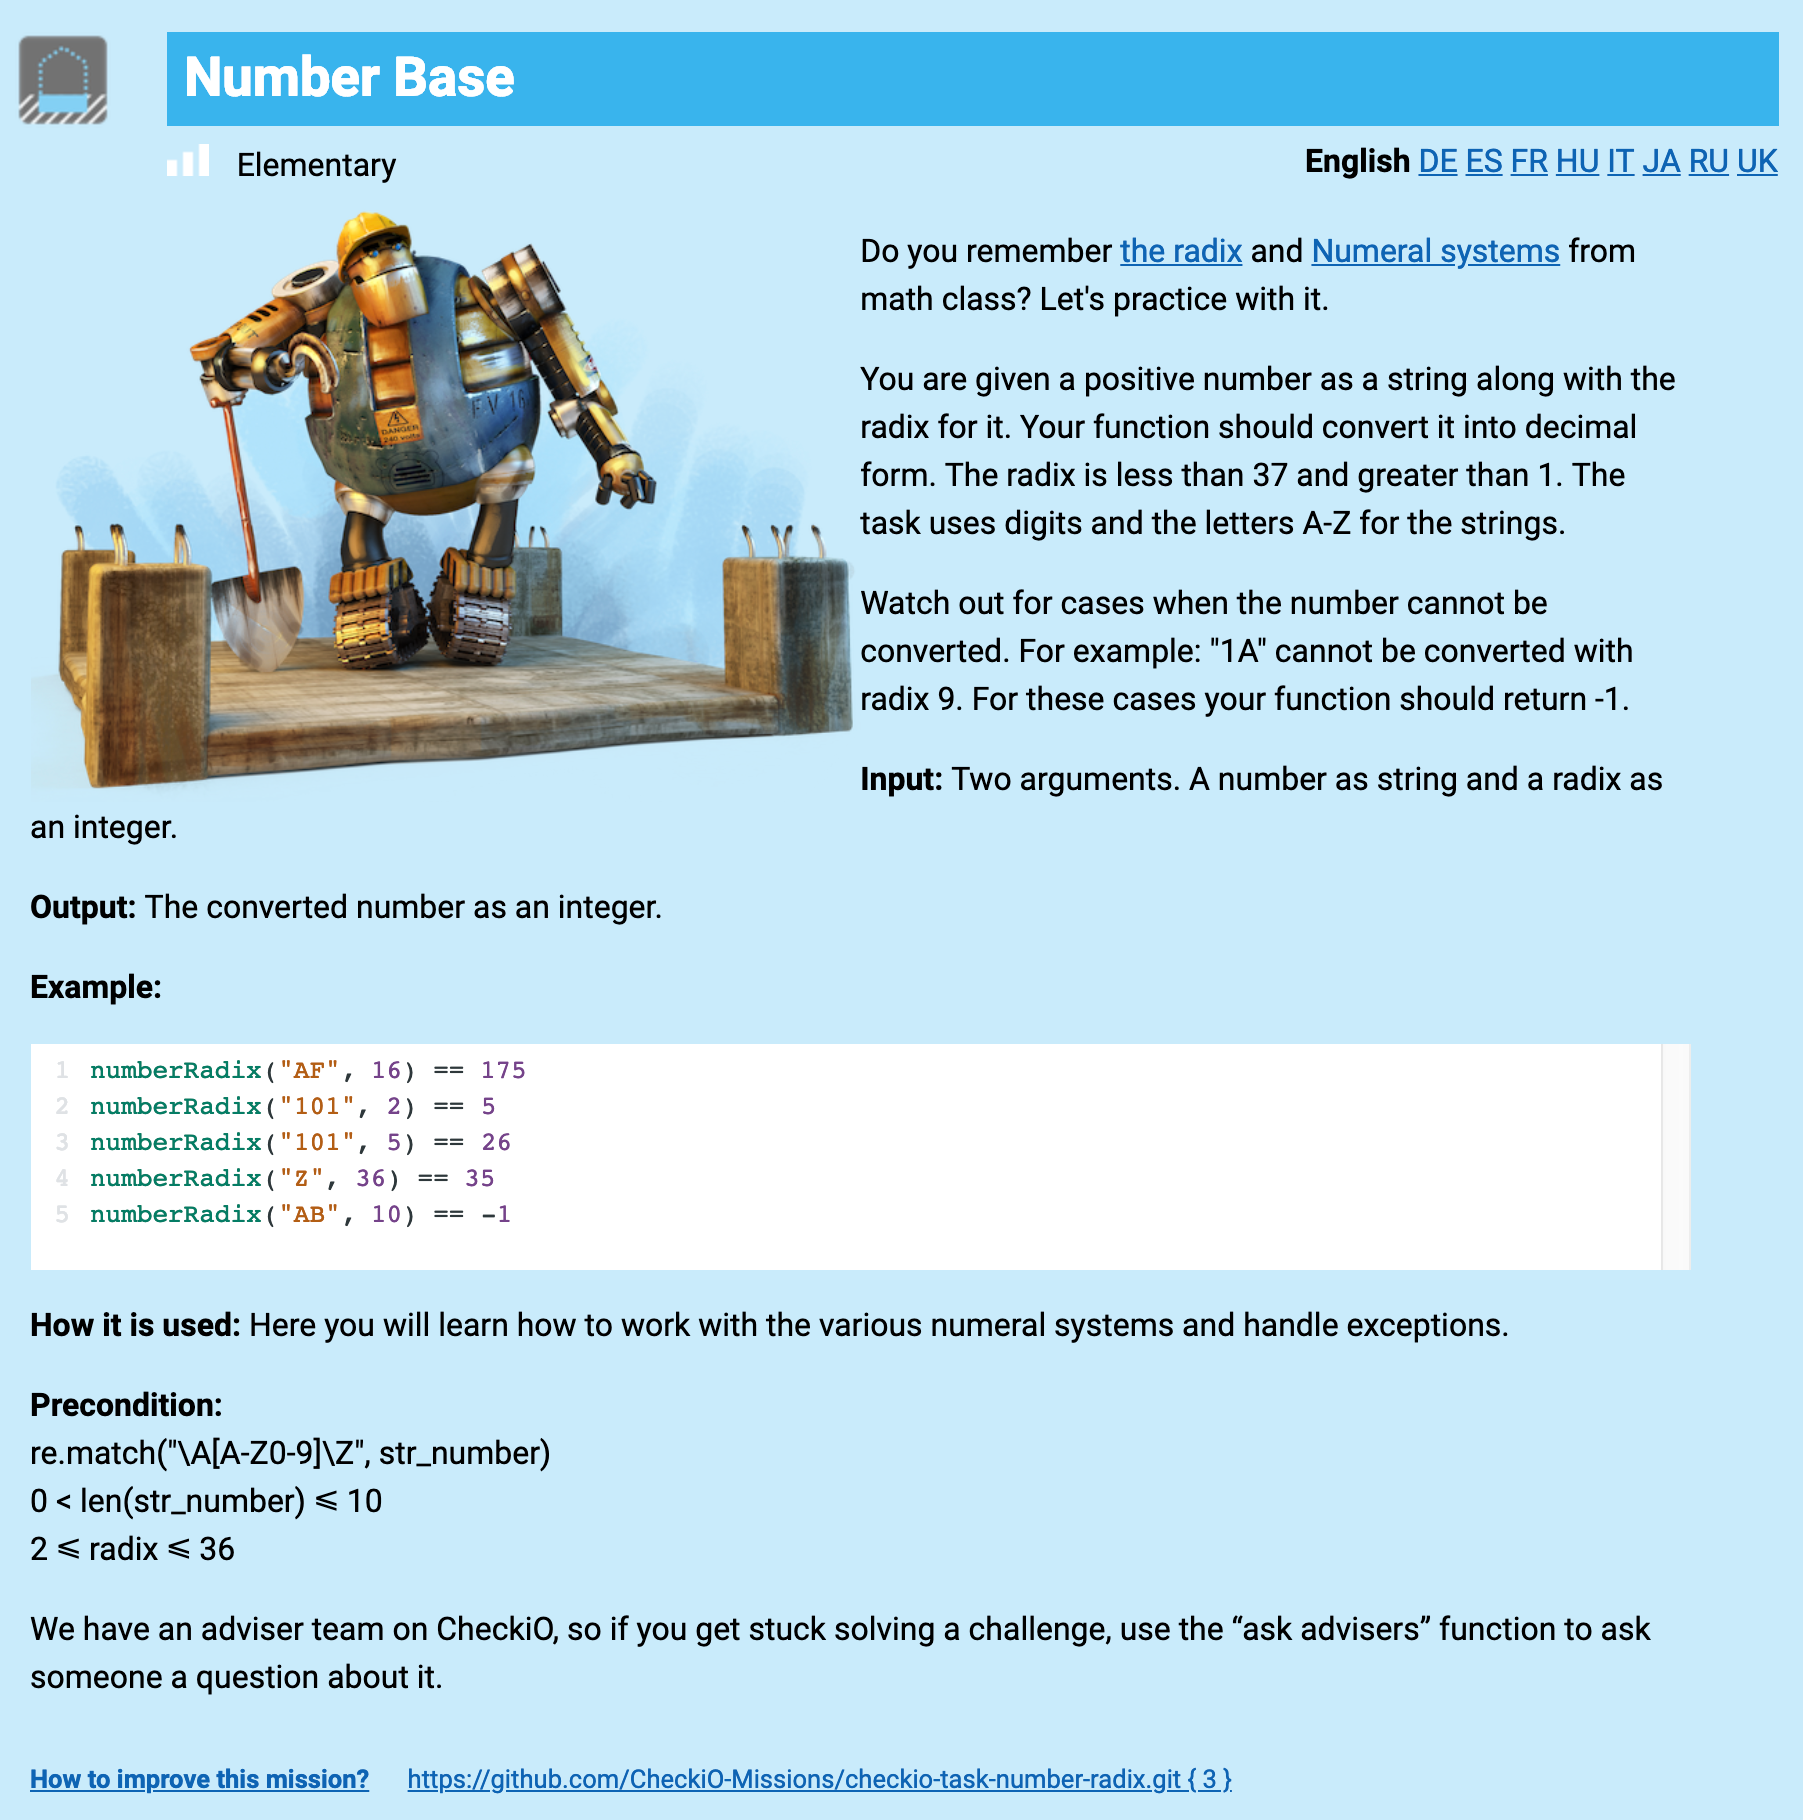 Number Base
Elementary
English DE ES FR HU IT JA RU UK
Do you remember the radix and Numeral systems from
math class? Let's practice with it.
You are given a positive number as a string along with the
radix for it. Your function should convert it into decimal
form. The radix is less than 37 and greater than 1. The
task uses digits and the letters A-Z for the strings.
Watch out for cases when the number cannot be
converted. For example: "1A" cannot be converted with
radix 9. For these cases your function should return -1.
Input: Two arguments. A number as string and a radix as
an integer.
DANGER
240 volts
Output: The converted number as an integer.
Example:
1 numberRadix("AF", 16) == 175
2 numberRadix("101", 2) == 5
3 numberRadix("101", 5) == 26
4 numberRadix("Z", 36) == 35
5 numberRadix("AB", 10) == -1
How it is used: Here you will learn how to work with the various numeral systems and handle exceptions.
Precondition:
re.match("\A[A-Z0-9]\Z", str_number)
0 < len(str_number) ⩽ 10
2 ⩽ radix ⩽ 36
We have an adviser team on CheckiO, so if you get stuck solving a challenge, use the “ask advisers” function to ask
someone a question about it.
How to improve this mission? https://github.com/CheckiO-Missions/checkio-task-number-radix.git { 3 }